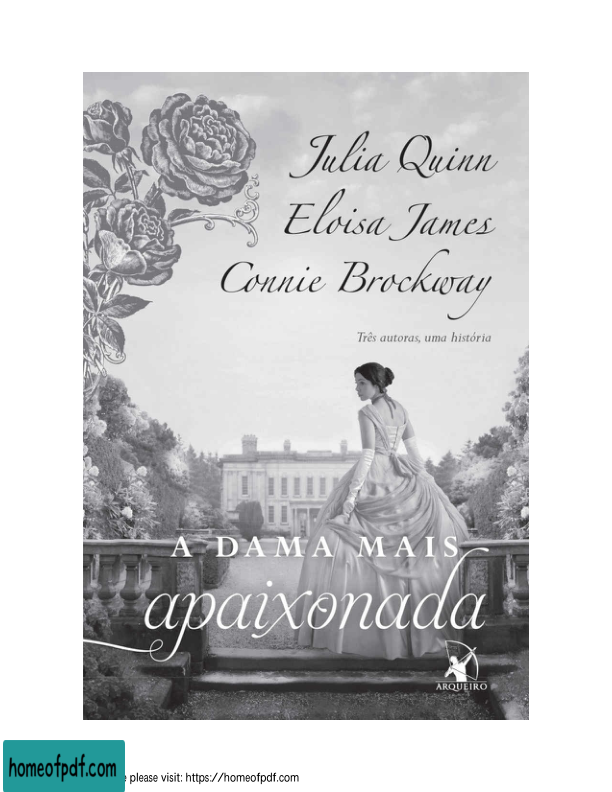 Julia Quinn
Eloisa James
Connie Brockway
Três autoras, uma história
A DAMA MAIS
apaixonada
ARQUEIRO
homeofpdf.com
please visit: https://homeofpdf.com